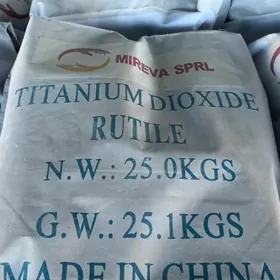 MIREVA SPRL
TITANIUM DIOXIDE
RUTILE
N.W.: 25.0KGS
G.W.: 25.1KGS
MADE IN CHINA